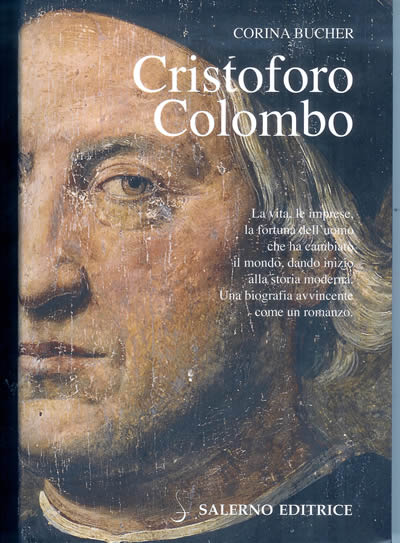 CORINA BUCHER
Cristoforo
Colombo
La vita, le imprese,
la fortuna dell'uomo
che ha cambiato
il mondo, dando inizio
alla storia moderna.
Una biografia avvincente
come un romanzo.
SALERNO EDITRICE